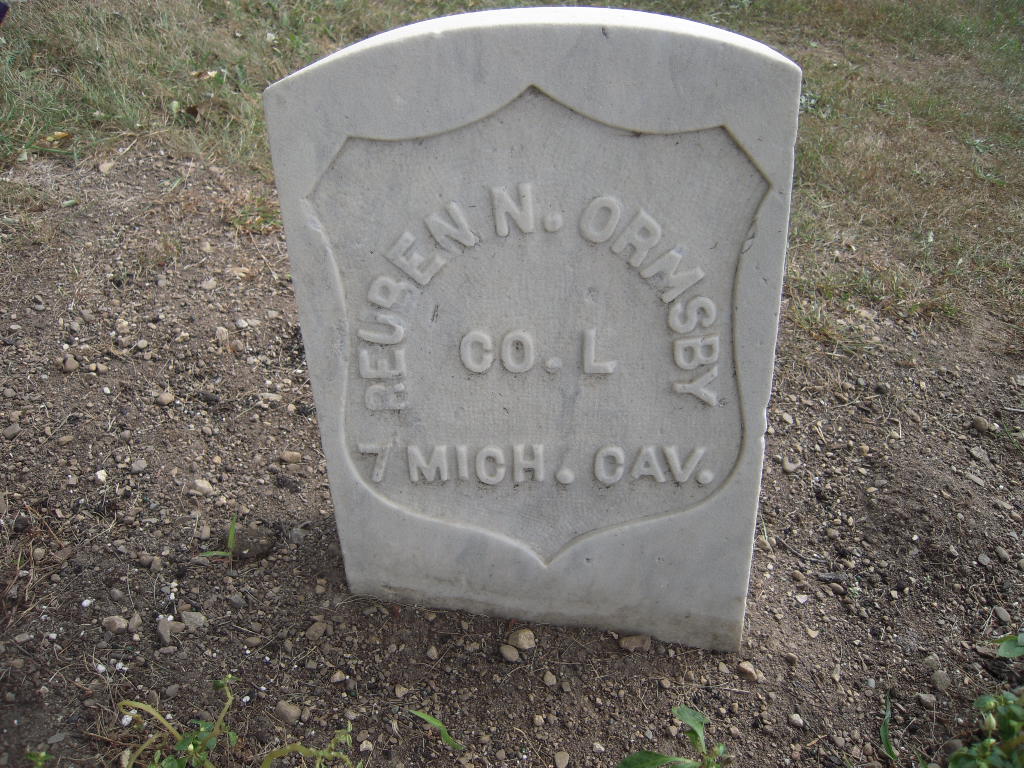 REUBEN N. ORMSBY
CO. L
7 MICH. CAV.